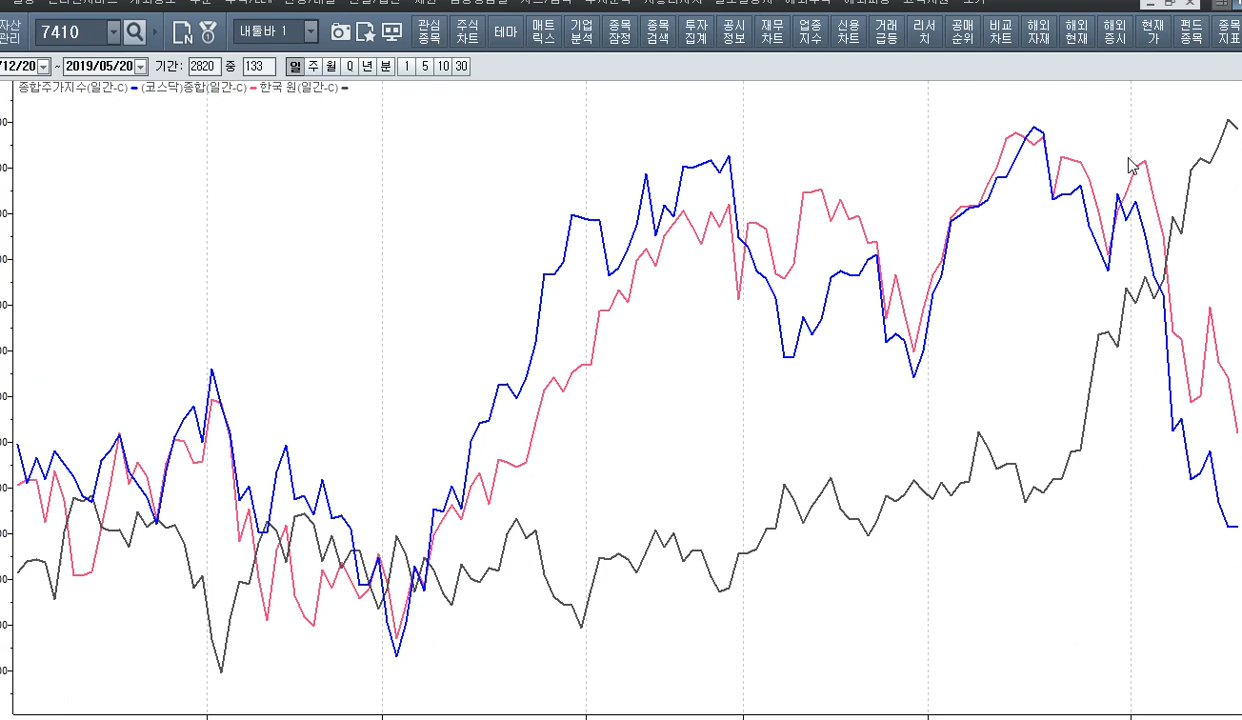 자산
관리
7410
내툴바 1
관심
종목
주식
차트
테마
매트
릭스
기업
분석
종목
잠정
종목
검색
투자
집계
공시
정보
재무
차트
업종
지수
신용
차트
거래
급등
리서
치
공매
순위
비교
차트
해외
자재
해외
현재
해외
증시
현재
가
펀드
종목
종목
지표
/12/20 ~ 2019/05/20 기간: 2820 중 133 일 주 월 Q 년 분 1 5 10 30
종합주가지수(일간-C) (코스닥)종합(일간-C) 한국 원(일간-C)